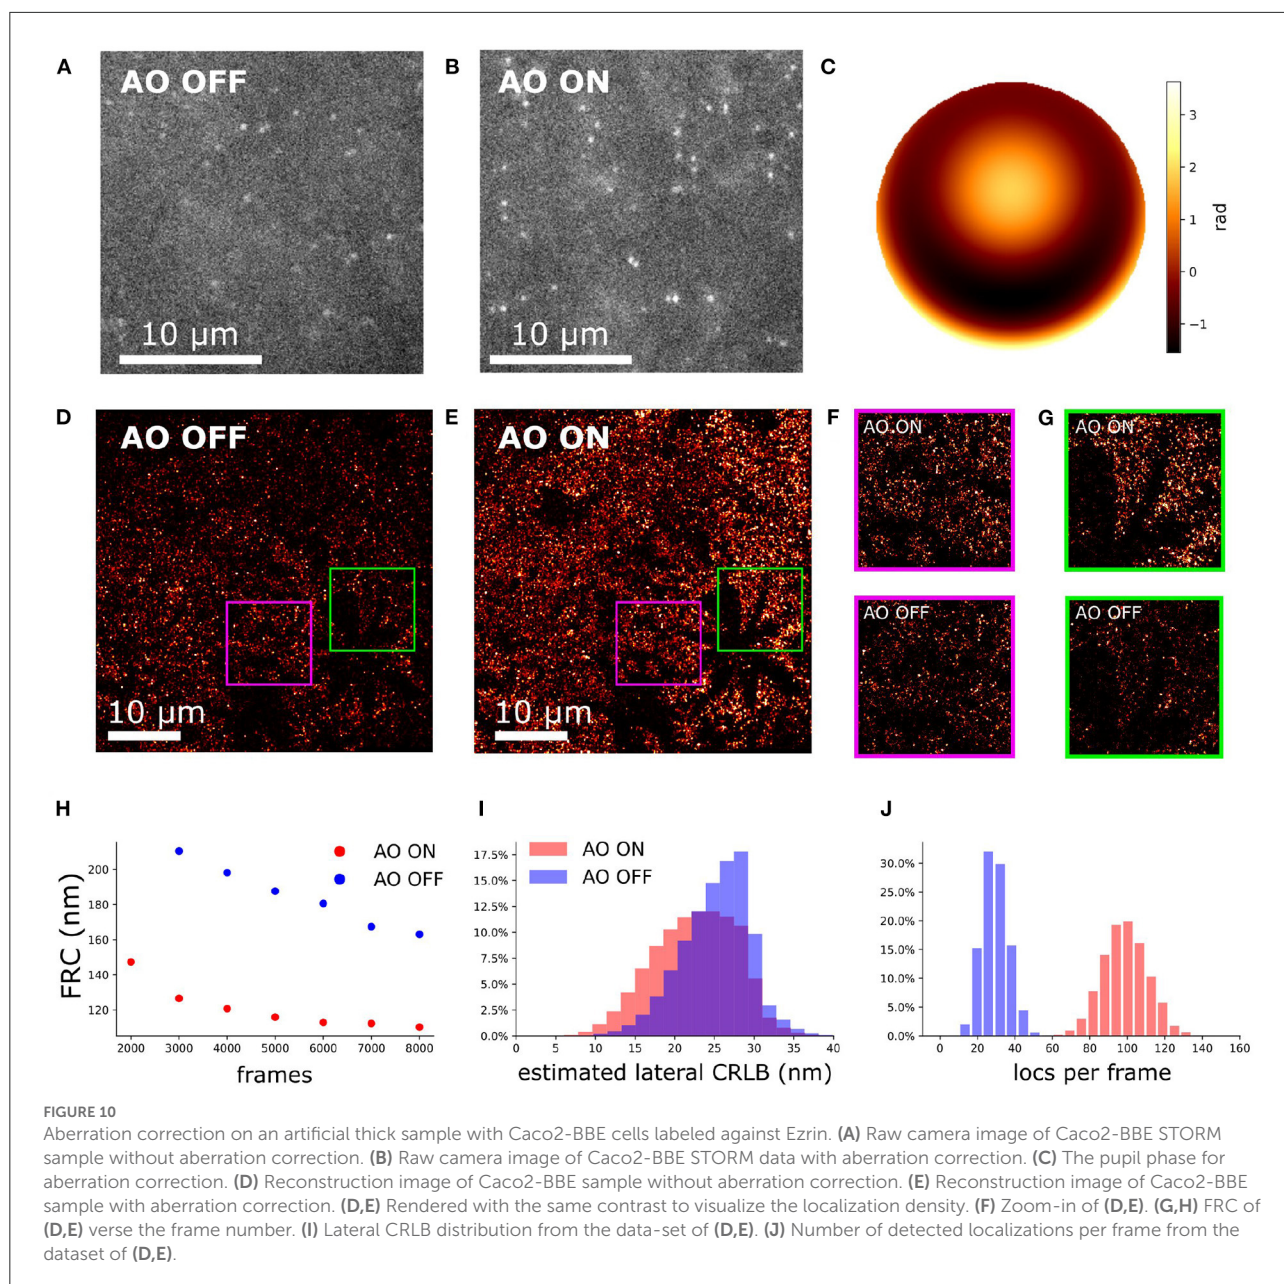 A
AO OFF
10 μm
B
AO ON
10 μm
C
3
2
1
0
−1
rad
D
AO OFF
10 μm
E
AO ON
10 μm
F
AO ON
AO OFF
G
AO ON
AO OFF
H
AO ON
AO OFF
200
180
160
140
120
FRC (nm)
2000 3000 4000 5000 6000 7000 8000
frames
I
AO ON
AO OFF
17.5%
15.0%
12.5%
10.0%
7.5%
5.0%
2.5%
0.0%
0 5 10 15 20 25 30 35 40
estimated lateral CRLB (nm)
J
30.0%
25.0%
20.0%
15.0%
10.0%
5.0%
0.0%
0 20 40 60 80 100 120 140 160
locs per frame
FIGURE 10
Aberration correction on an artificial thick sample with Caco2-BBE cells labeled against Ezrin. (A) Raw camera image of Caco2-BBE STORM
sample without aberration correction. (B) Raw camera image of Caco2-BBE STORM data with aberration correction. (C) The pupil phase for
aberration correction. (D) Reconstruction image of Caco2-BBE sample without aberration correction. (E) Reconstruction image of Caco2-BBE
sample with aberration correction. (D,E) Rendered with the same contrast to visualize the localization density. (F) Zoom-in of (D,E). (G,H) FRC of
(D,E) verse the frame number. (I) Lateral CRLB distribution from the data-set of (D,E). (J) Number of detected localizations per frame from the
dataset of (D,E).